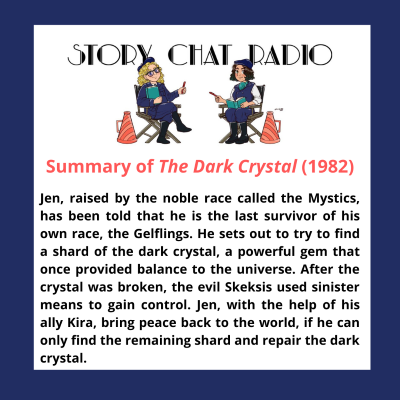 STORY CHAT RADIO
Summary of The Dark Crystal (1982)
Jen, raised by the noble race called the Mystics,
has been told that he is the last survivor of his
own race, the Gelflings. He sets out to try to find
a shard of the dark crystal, a powerful gem that
once provided balance to the universe. After the
crystal was broken, the evil Skeksis used sinister
means to gain control. Jen, with the help of his
ally Kira, bring peace back to the world, if he can
only find the remaining shard and repair the dark
crystal.